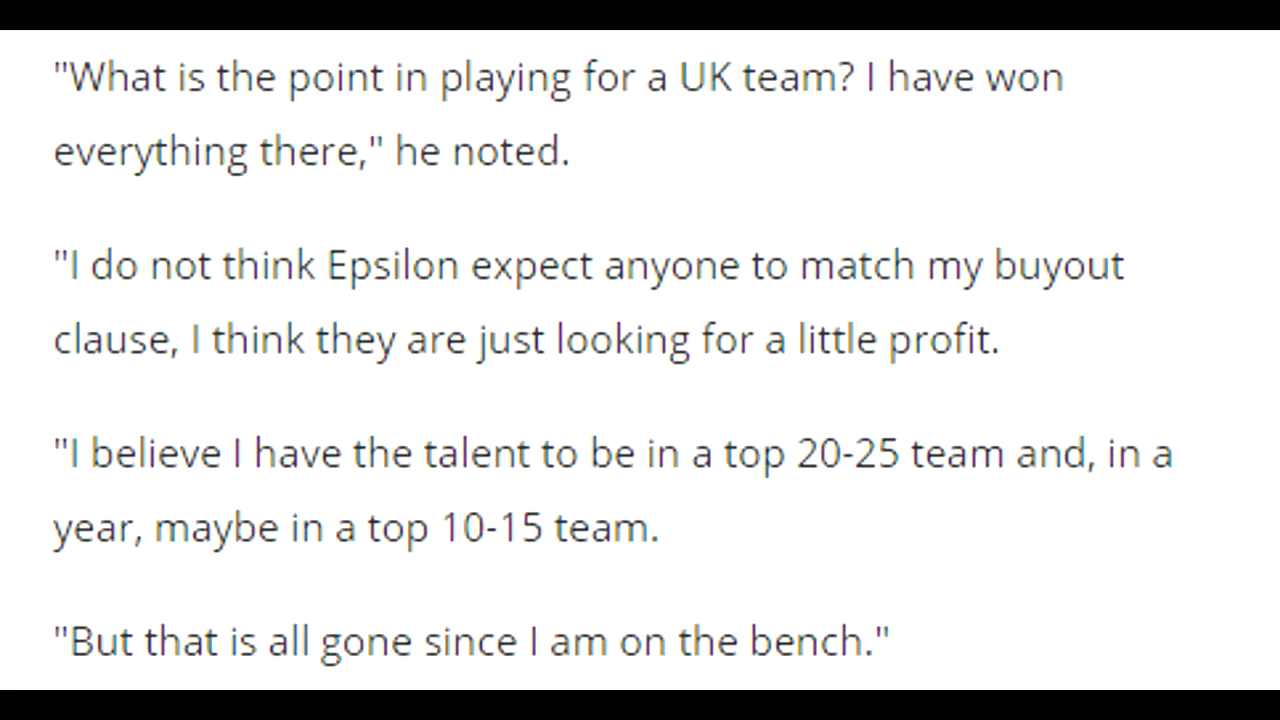 "What is the point in playing for a UK team? I have won
everything there," he noted.
"I do not think Epsilon expect anyone to match my buyout
clause, I think they are just looking for a little profit.
"I believe I have the talent to be in a top 20-25 team and, in a
year, maybe in a top 10-15 team.
"But that is all gone since I am on the bench."